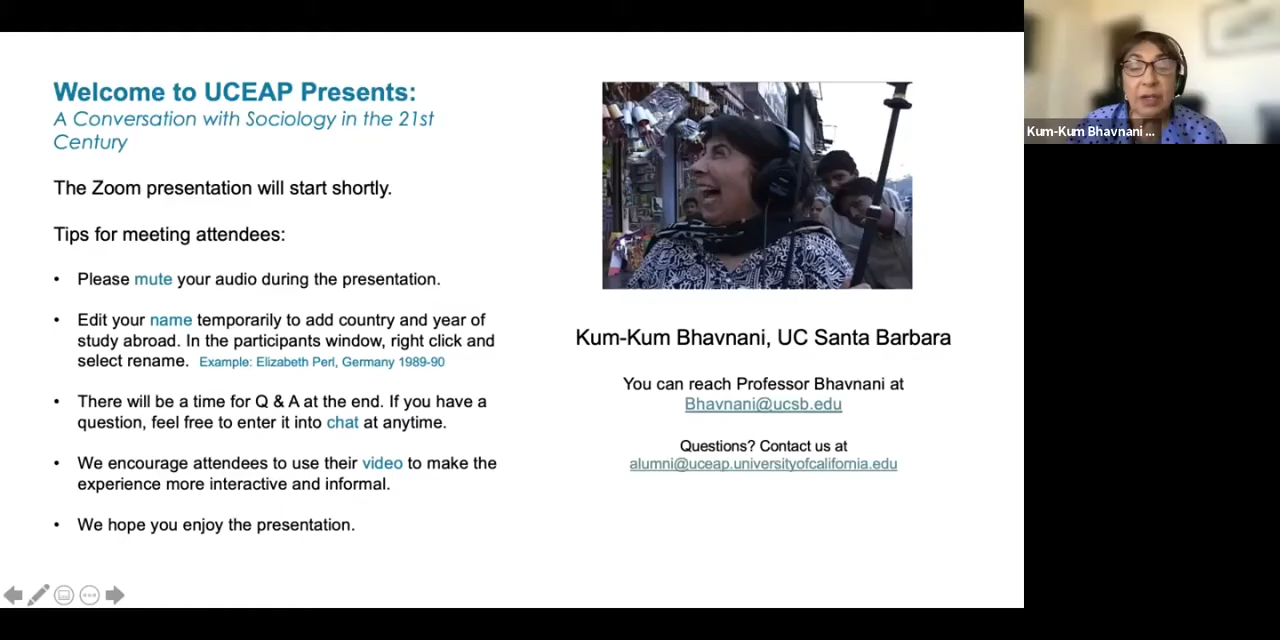 Welcome to UCEAP Presents:
A Conversation with Sociology in the 21st
Century
The Zoom presentation will start shortly.
Tips for meeting attendees:
• Please mute your audio during the presentation.
• Edit your name temporarily to add country and year of
study abroad. In the participants window, right click and
select rename. Example: Elizabeth Perl, Germany 1989-90
• There will be a time for Q & A at the end. If you have a
question, feel free to enter it into chat at anytime.
• We encourage attendees to use their video to make the
experience more interactive and informal.
• We hope you enjoy the presentation.
Kum-Kum Bhavnani, UC Santa Barbara
You can reach Professor Bhavnani at
Bhavnani@ucsb.edu
Questions? Contact us at
alumni@uceap.universityofcalifornia.edu
Kum-Kum Bhavnani ...